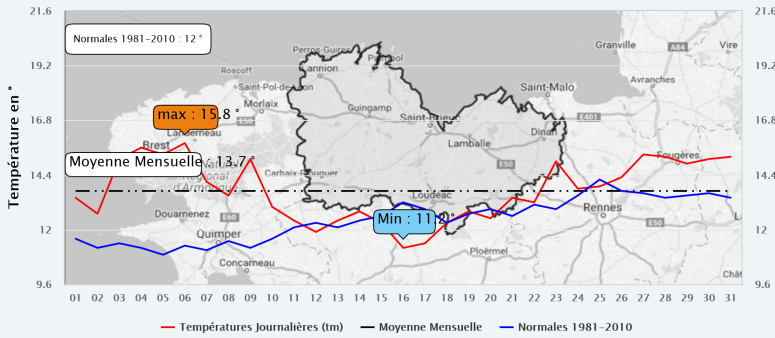 21.6
21.6
Normales 1981-2010 : 12 °
Granville
A84
Vire
Perros-Guirec
Paimpol
Lannion
19.2
19.2
Roscoff
Saint-Pol-de-Léon
Avranches
Saint-Malo
Morlaix
Guingamp
max : 15.8 °
E50
Saint-Brieuc
E401
16.8
16.8
Landerneau
Brest
Dinan
Lamballe
Moyenne Mensuelle : 13.7 °
Fougères
E50
Carhaix-Plouguer
14.4
14.4
Température en °
Loudeac
Douarnenez
E60
Min : 11.2 °
Rennes
E50
12
12
Quimper
Ploërmel
Concarneau
9.6
9.6
01 02 03 04 05 06 07 08 09 10 11 12 13 14 15 16 17 18 19 20 21 22 23 24 25 26 27 28 29 30 31
Températures Journalières (tm) Moyenne Mensuelle Normales 1981-2010